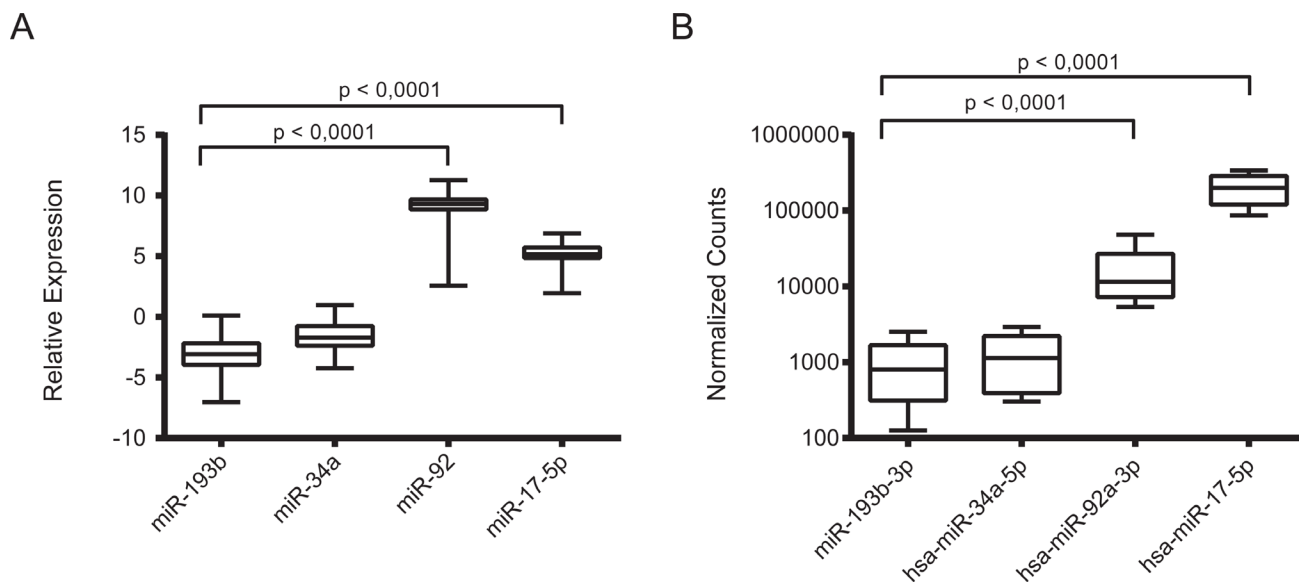 A
B
p < 0,0001
p < 0,0001
15
10
5
0
-5
-10
Relative Expression
miR-193b
miR-34a
miR-92
miR-17-5p
p < 0,0001
p < 0,0001
1000000
100000
10000
1000
100
Normalized Counts
miR-193b-3p
hsa-miR-34a-5p
hsa-miR-92a-3p
hsa-miR-17-5p